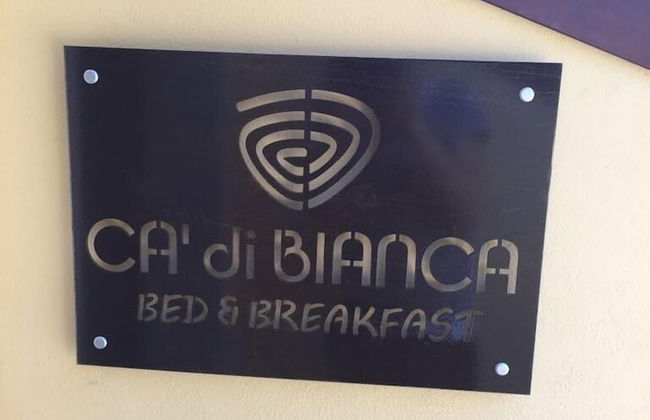 CA' di BIANCA
BED & BREAKFAST